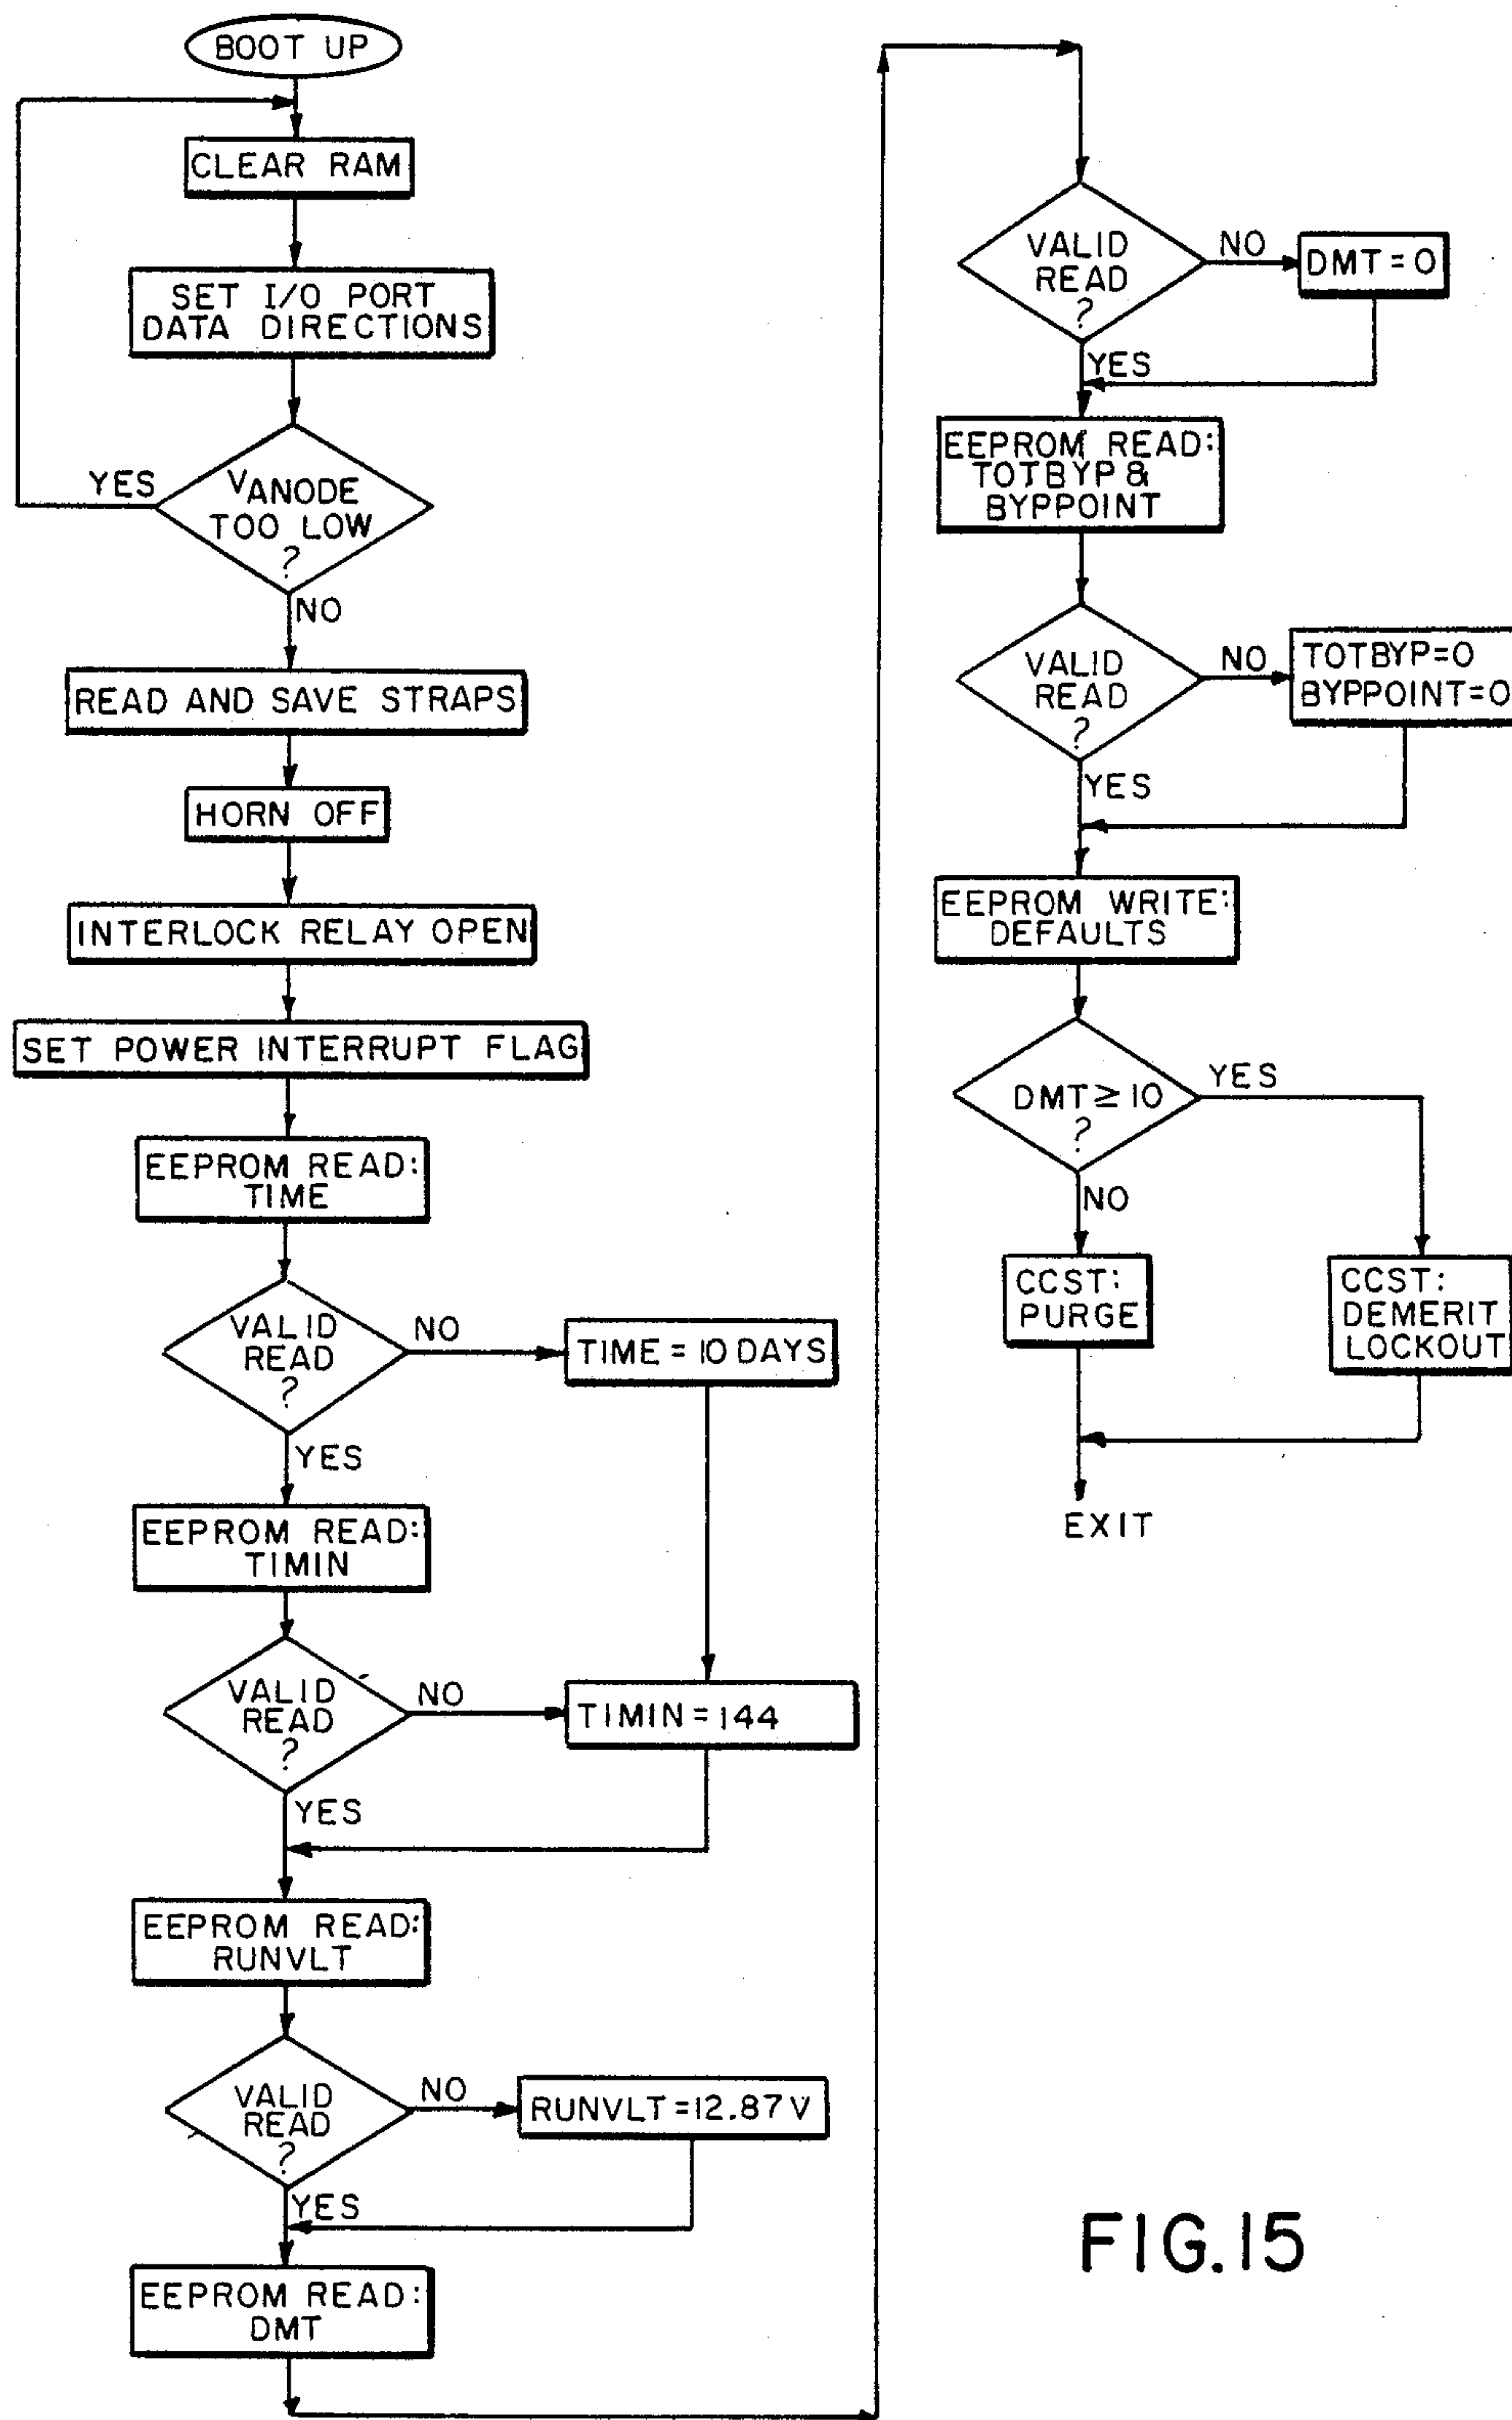 BOOT UP
CLEAR RAM
SET I/O PORT
DATA DIRECTIONS
YES
VANODE
TOO LOW
?
NO
READ AND SAVE STRAPS
HORN OFF
INTERLOCK RELAY OPEN
SET POWER INTERRUPT FLAG
EEPROM READ:
TIME
VALID
READ
?
NO
TIME = 10 DAYS
YES
EEPROM READ:
TIMIN
VALID
READ
?
NO
TIMIN = 144
YES
EEPROM READ:
RUNVLT
VALID
READ
?
NO
RUNVLT = 12.87 V
YES
EEPROM READ:
DMT
VALID
READ
?
NO
DMT = 0
YES
EEPROM READ:
TOTBYP &
BYPPOINT
VALID
READ
?
NO
TOTBYP=0
BYPPOINT=0
YES
EEPROM WRITE:
DEFAULTS
DMT ≥ 10
?
YES
NO
CCST:
PURGE
CCST:
DEMERIT
LOCKOUT
EXIT
FIG.15